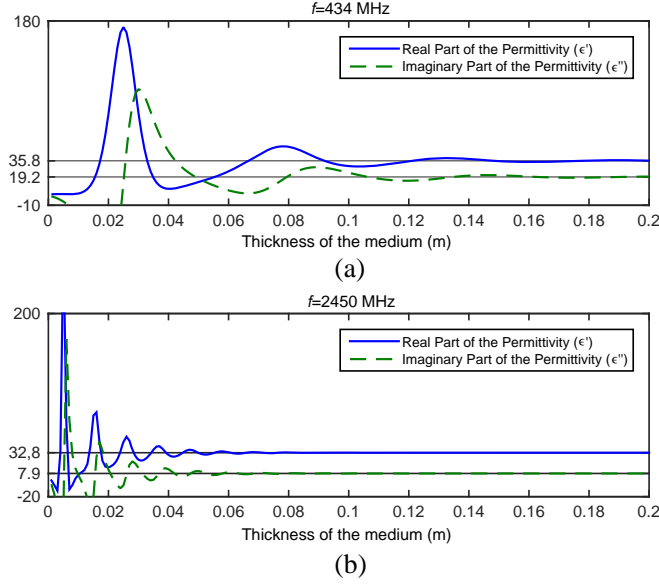 f=434 MHz
180
Real Part of the Permittivity (ϵ')
Imaginary Part of the Permittivity (ϵ'')
35.8
19.2
-10
0 0.02 0.04 0.06 0.08 0.1 0.12 0.14 0.16 0.18 0.2
Thickness of the medium (m)
(a)
f=2450 MHz
200
Real Part of the Permittivity (ϵ')
Imaginary Part of the Permittivity (ϵ'')
32.8
7.9
-20
0 0.02 0.04 0.06 0.08 0.1 0.12 0.14 0.16 0.18 0.2
Thickness of the medium (m)
(b)